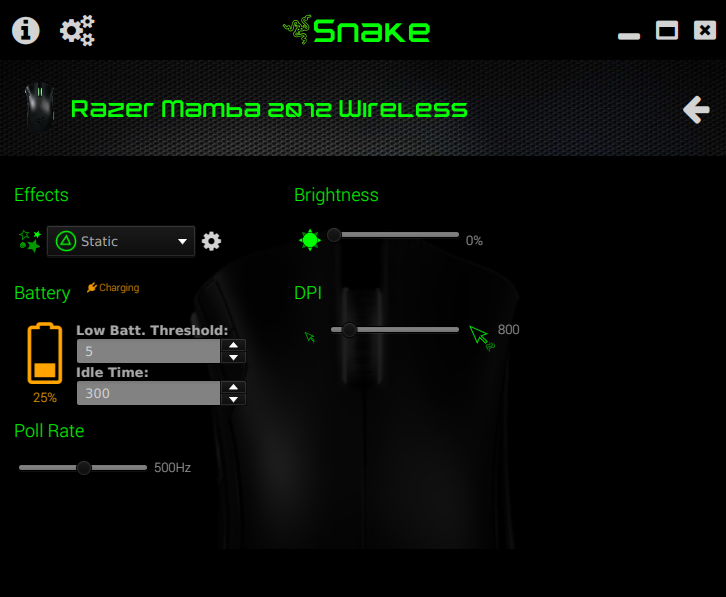 Snake
Razer Mamba 2012 Wireless
Effects
Static
Brightness
0%
Battery
Charging
25%
Low Batt. Threshold:
5
Idle Time:
300
DPI
800
Poll Rate
500Hz